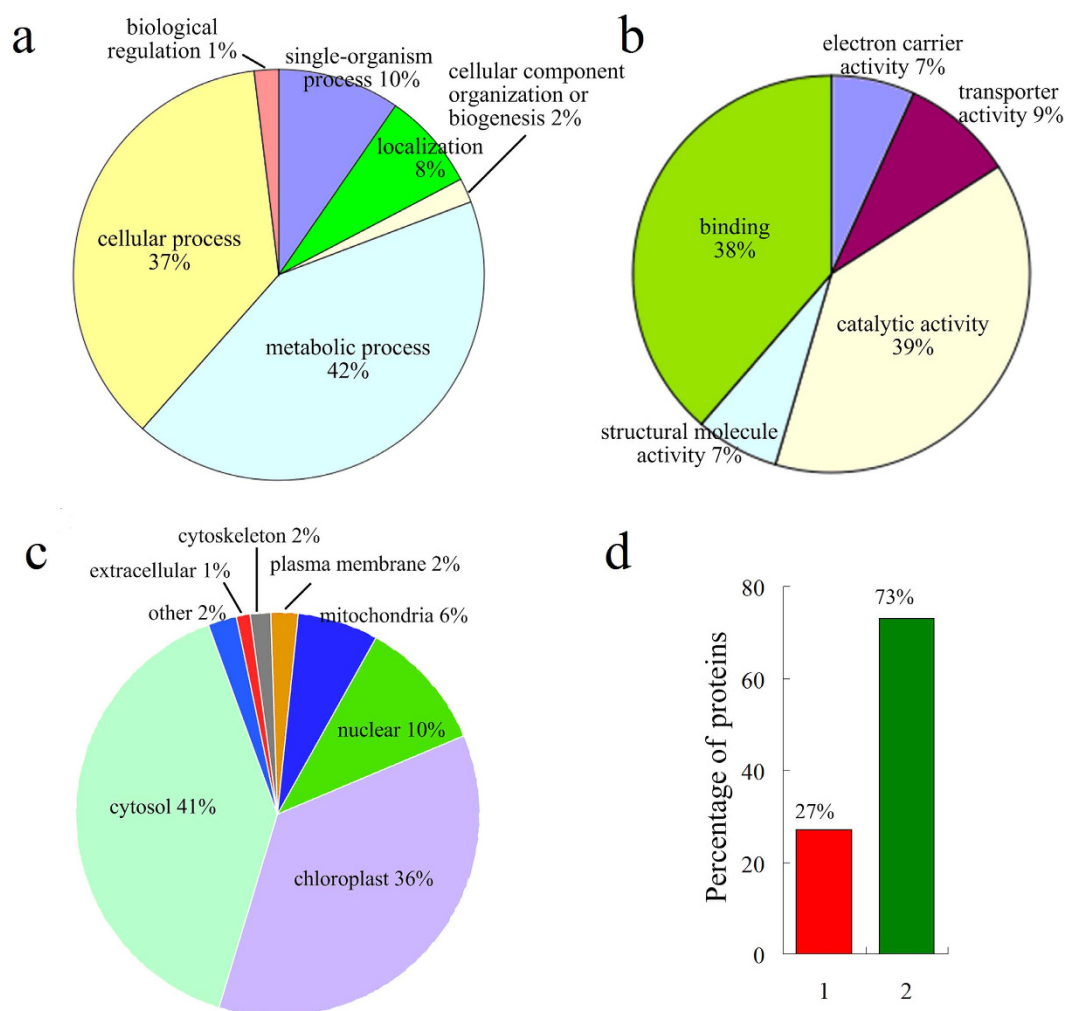 a
biological
regulation 1%
single-organism
process 10%
cellular component
organization or
biogenesis 2%
localization
8%
cellular process
37%
metabolic process
42%
b
electron carrier
activity 7%
transporter
activity 9%
binding
38%
catalytic activity
39%
structural molecule
activity 7%
c
cytoskeleton 2%
extracellular 1%
plasma membrane 2%
other 2%
mitochondria 6%
nuclear 10%
cytosol 41%
chloroplast 36%
d
Percentage of proteins
80
60
40
20
0
73%
27%
1
2